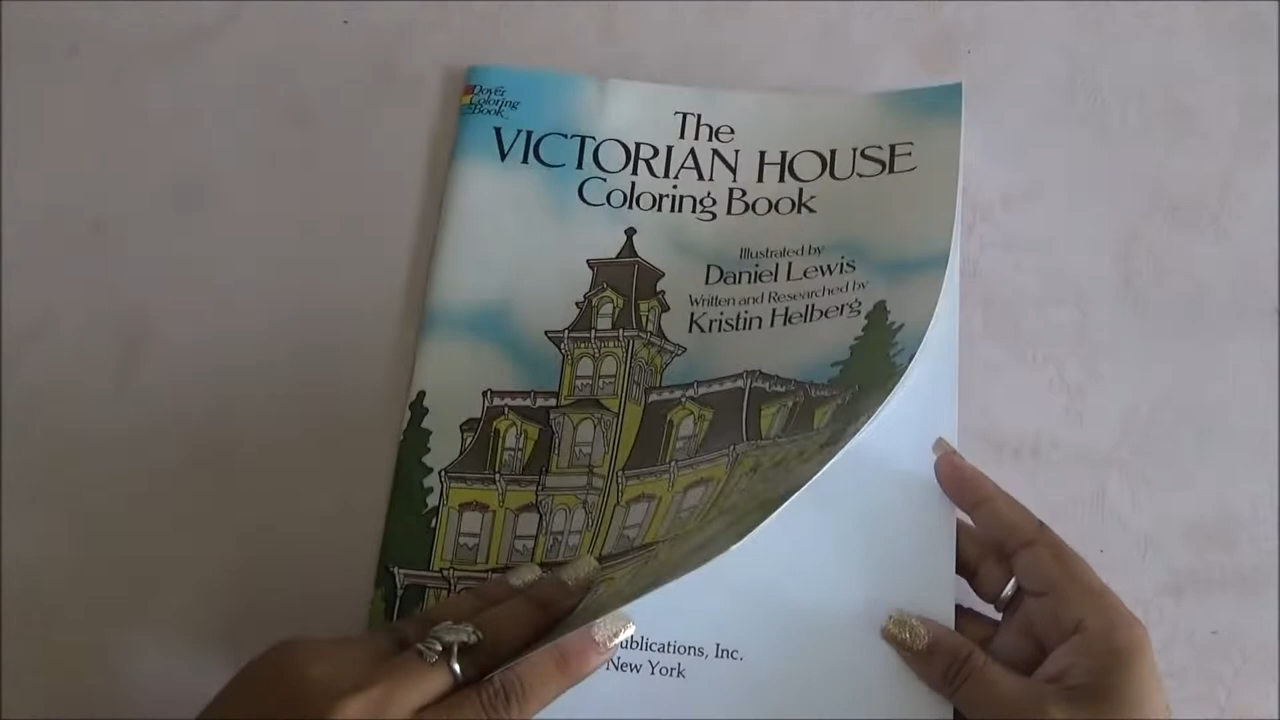 Dover
Coloring
Book
The
VICTORIAN HOUSE
Coloring Book
Illustrated by
Daniel Lewis
Written and Researched by
Kristin Helberg
ublications, Inc.
New York